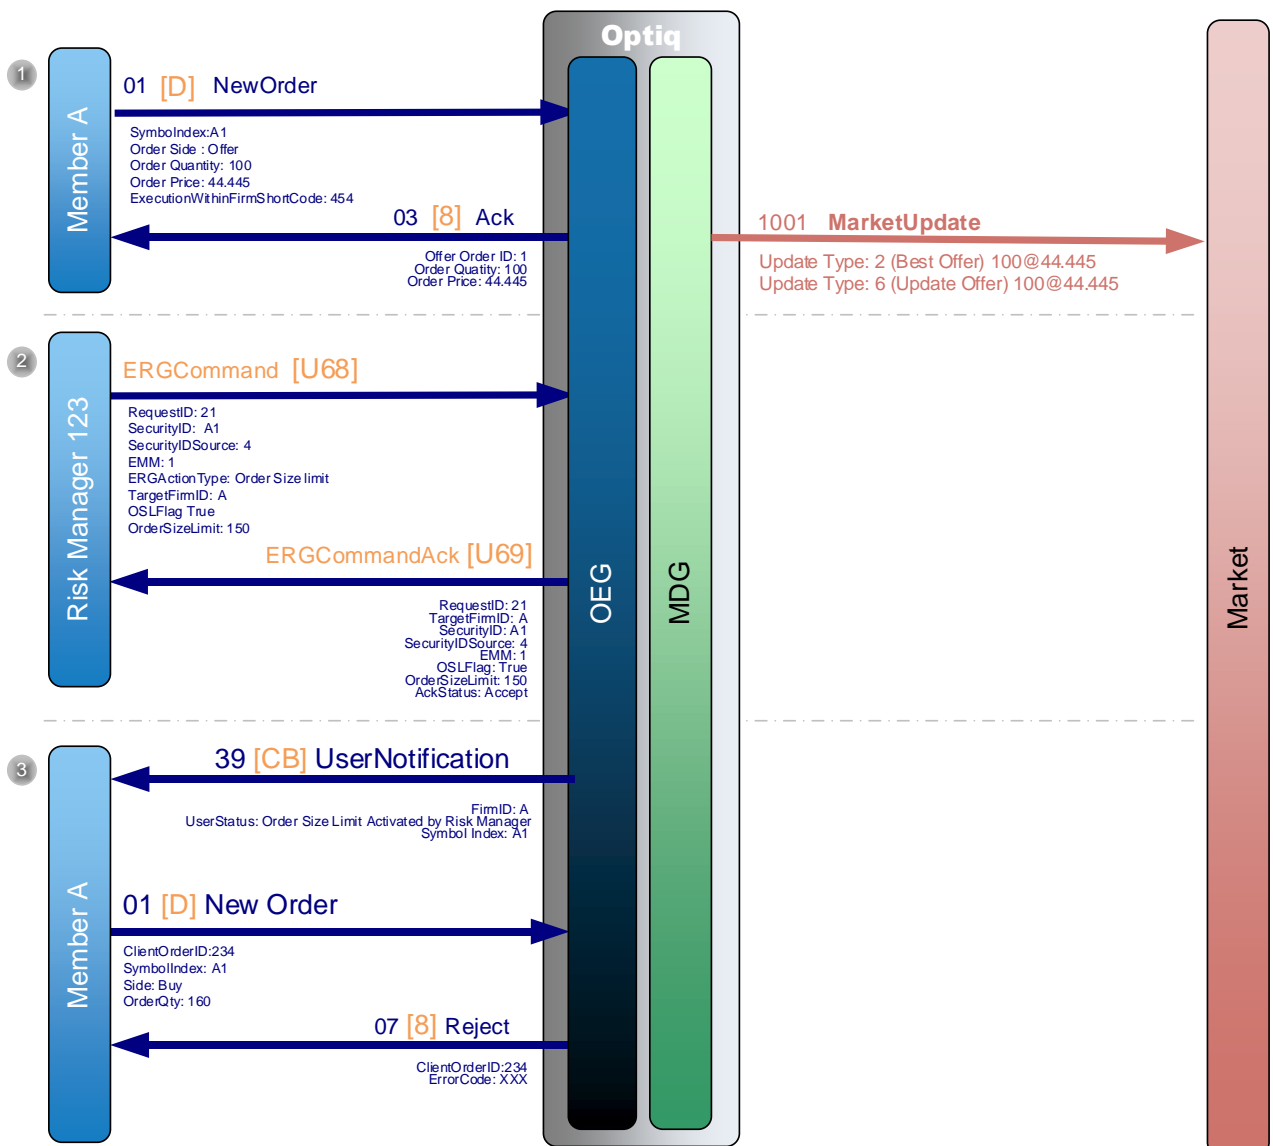 Optiq
1
Member A
01 [D] NewOrder
SymbolIndex:A1
Order Side : Offer
Order Quantity: 100
Order Price: 44.445
ExecutionWithinFirmShortCode: 454
03 [8] Ack
Offer Order ID: 1
Order Quatity: 100
Order Price: 44.445
1001 MarketUpdate
Update Type: 2 (Best Offer) 100@44.445
Update Type: 6 (Update Offer) 100@44.445
2
Risk Manager 123
ERGCommand [U68]
RequestID: 21
SecurityID: A1
SecurityIDSource: 4
EMM: 1
ERGActionType: Order Size limit
TargetFirmID: A
OSLFlag True
OrderSizeLimit: 150
ERGCommandAck [U69]
RequestID: 21
TargetFirmID: A
SecurityID: A1
SecurityIDSource: 4
EMM: 1
OSLFlag: True
OrderSizeLimit: 150
AckStatus: Accept
OEG
MDG
Market
3
Member A
39 [CB] UserNotification
FirmID: A
UserStatus: Order Size Limit Activated by Risk Manager
Symbol Index: A1
01 [D] New Order
ClientOrderID:234
SymbolIndex: A1
Side: Buy
OrderQty: 160
07 [8] Reject
ClientOrderID:234
ErrorCode: XXX